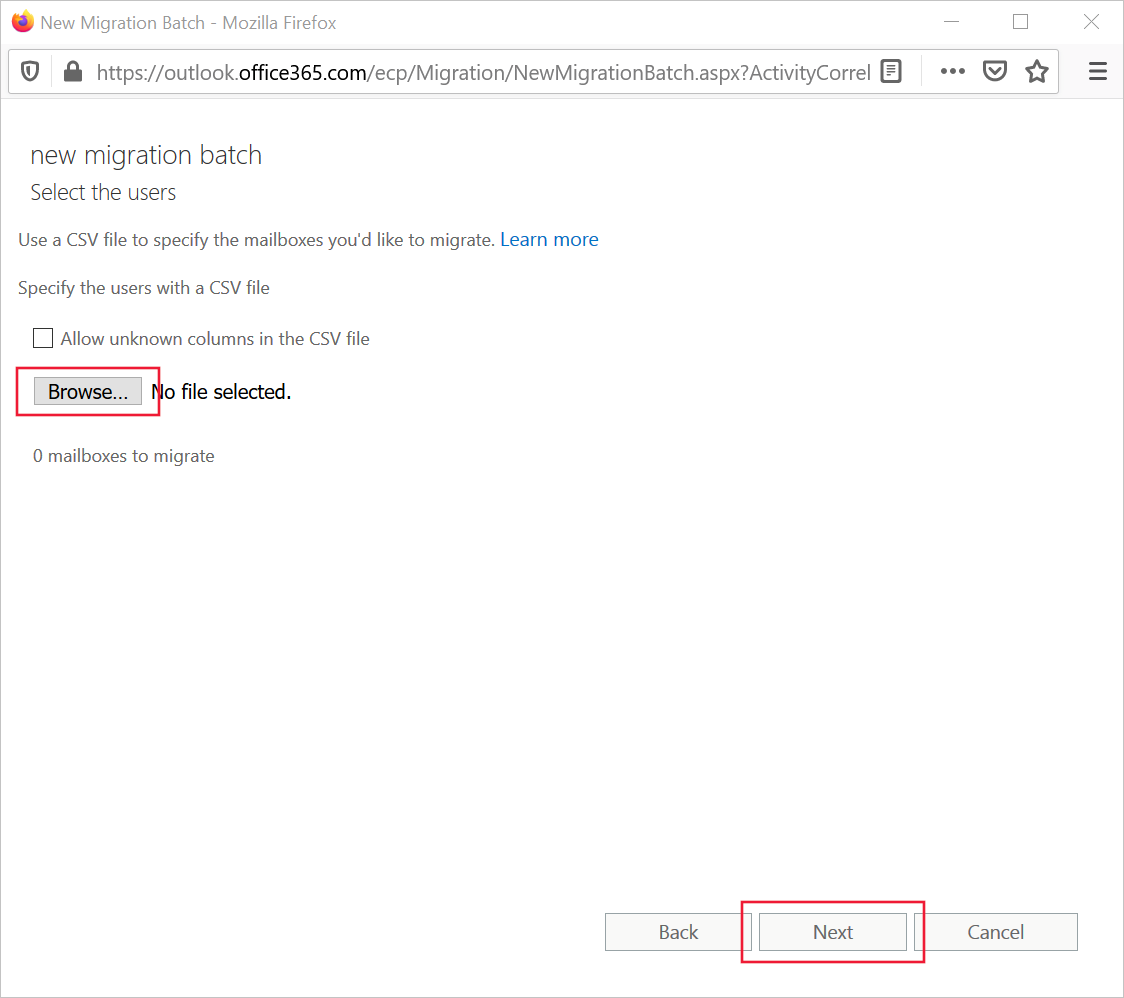 New Migration Batch - Mozilla Firefox
https://outlook.office365.com/ecp/Migration/NewMigrationBatch.aspx?ActivityCorrel
new migration batch
Select the users
Use a CSV file to specify the mailboxes you'd like to migrate. Learn more
Specify the users with a CSV file
Allow unknown columns in the CSV file
Browse... No file selected.
0 mailboxes to migrate
Back Next Cancel